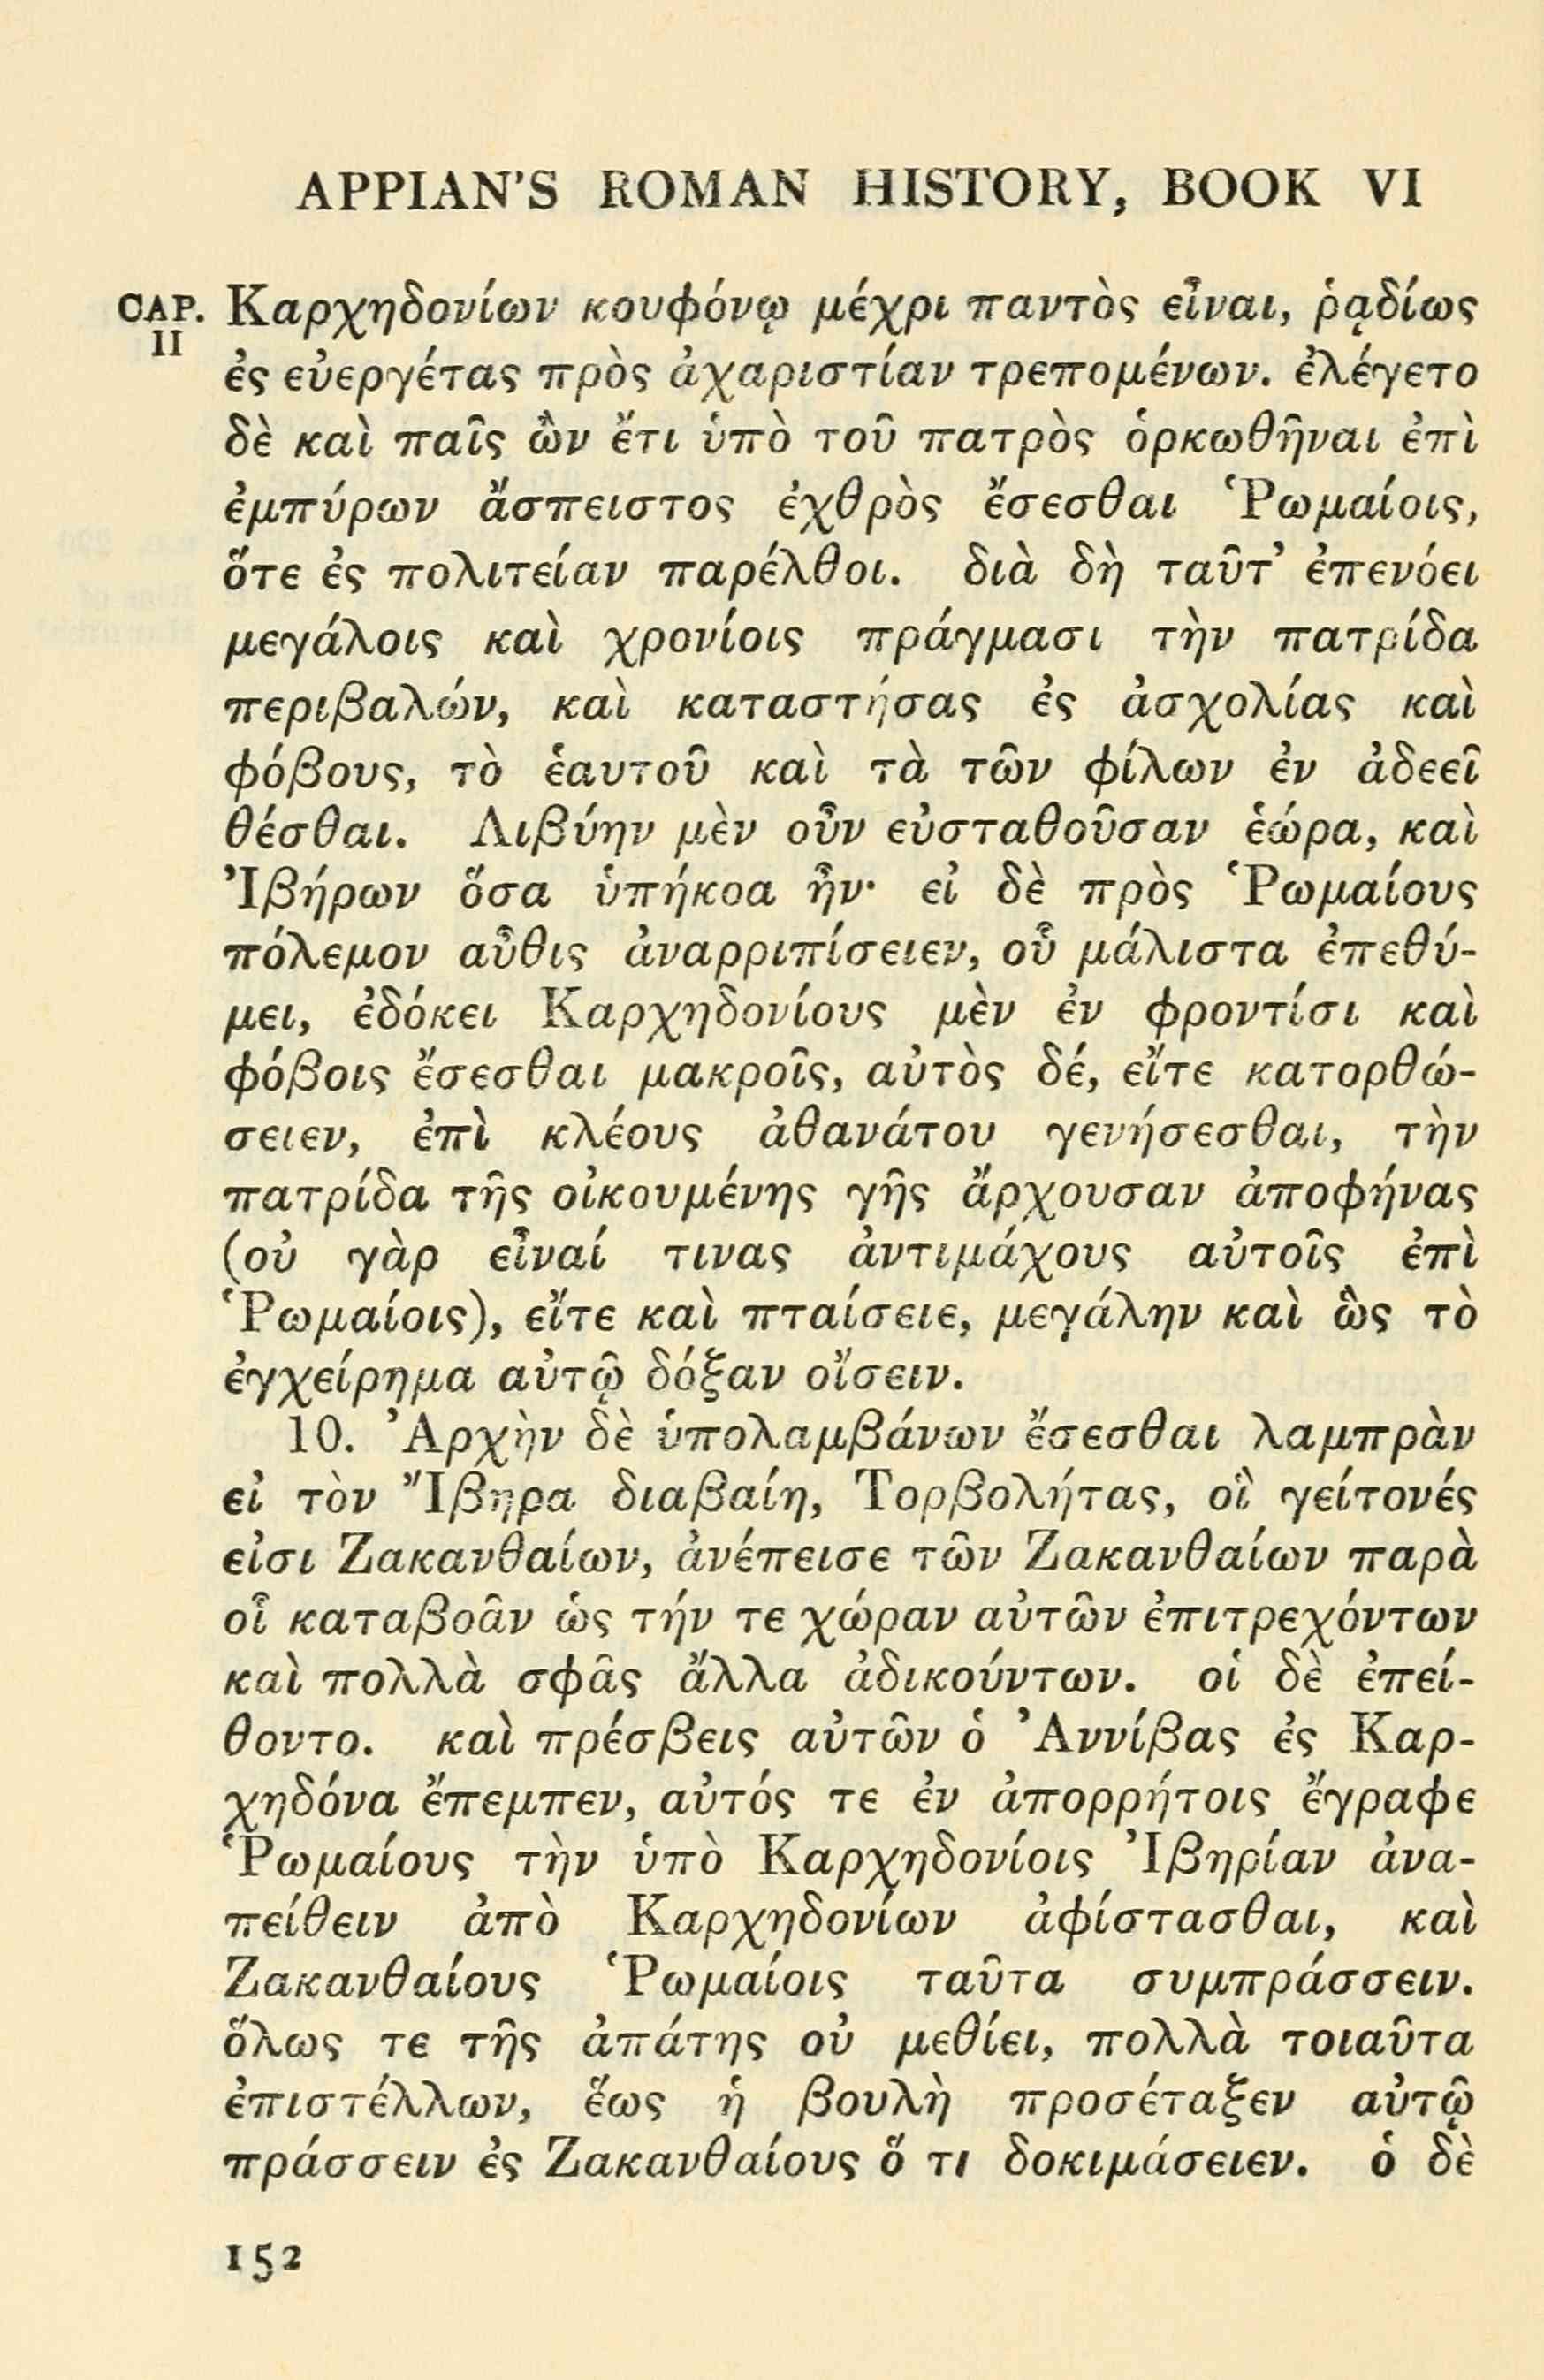 APPIAN'S ROMAN HISTORY, BOOK VI
CAP. Καρχηδονίων κουφόνῳ μέχρι παντὸς εἶναι, ῥᾳδίως
II
ἐς εὐεργέτας πρὸς ἀχαριστίαν τρεπομένων. ἐλέγετο
δὲ καὶ παῖς ὢν ἔτι ὑπὸ τοῦ πατρὸς ὁρκωθῆναι ἐπὶ
ἐμπύρων ἄσπειστος ἐχθρὸς ἔσεσθαι Ῥωμαίοις,
ὅτε ἐς πολιτείαν παρέλθοι. διὰ δὴ ταῦτ’ ἐπενόει
μεγάλοις καὶ χρονίοις πράγμασι τὴν πατρίδα
περιβαλών, καὶ καταστήσας ἐς ἀσχολίας καὶ
φόβους, τὸ ἑαυτοῦ καὶ τὰ τῶν φίλων ἐν ἀδεεῖ
θέσθαι. Λιβύην μὲν οὖν εὐσταθοῦσαν ἑώρα, καὶ
Ἰβήρων ὅσα ὑπήκοα ἦν· εἰ δὲ πρὸς Ῥωμαίους
πόλεμον αὖθις ἀναρριπίσειεν, οὗ μάλιστα ἐπεθύ-
μει, ἐδόκει Καρχηδονίους μὲν ἐν φροντίσι καὶ
φόβοις ἔσεσθαι μακροῖς, αὐτὸς δέ, εἴτε κατορθώ-
σειεν, ἐπὶ κλέους ἀθανάτου γενήσεσθαι, τὴν
πατρίδα τῆς οἰκουμένης γῆς ἄρχουσαν ἀποφήνας
(οὐ γὰρ εἶναί τινας ἀντιμάχους αὐτοῖς ἐπὶ
Ῥωμαίοις), εἴτε καὶ πταίσειε, μεγάλην καὶ ὣς τὸ
ἐγχείρημα αὐτῷ δόξαν οἴσειν.
10. Ἀρχὴν δὲ ὑπολαμβάνων ἔσεσθαι λαμπρὰν
εἰ τὸν Ἴβηρα διαβαίη, Τορβολήτας, οἳ γείτονές
εἰσι Ζακανθαίων, ἀνέπεισε τῶν Ζακανθαίων παρὰ
οἷ καταβοᾶν ὡς τήν τε χώραν αὐτῶν ἐπιτρεχόντων
καὶ πολλὰ σφᾶς ἄλλα ἀδικούντων. οἱ δὲ ἐπεί-
θοντο. καὶ πρέσβεις αὐτῶν ὁ Ἀννίβας ἐς Καρ-
χηδόνα ἔπεμπεν, αὐτός τε ἐν ἀπορρήτοις ἔγραφε
Ῥωμαίους τὴν ὑπὸ Καρχηδονίοις Ἰβηρίαν ἀνα-
πείθειν ἀπὸ Καρχηδονίων ἀφίστασθαι, καὶ
Ζακανθαίους Ῥωμαίοις ταῦτα συμπράσσειν.
ὅλως τε τῆς ἀπάτης οὐ μεθίει, πολλὰ τοιαῦτα
ἐπιστέλλων, ἕως ἡ βουλὴ προσέταξεν αὐτῷ
πράσσειν ἐς Ζακανθαίους ὅ τι δοκιμάσειεν. ὁ δὲ
152